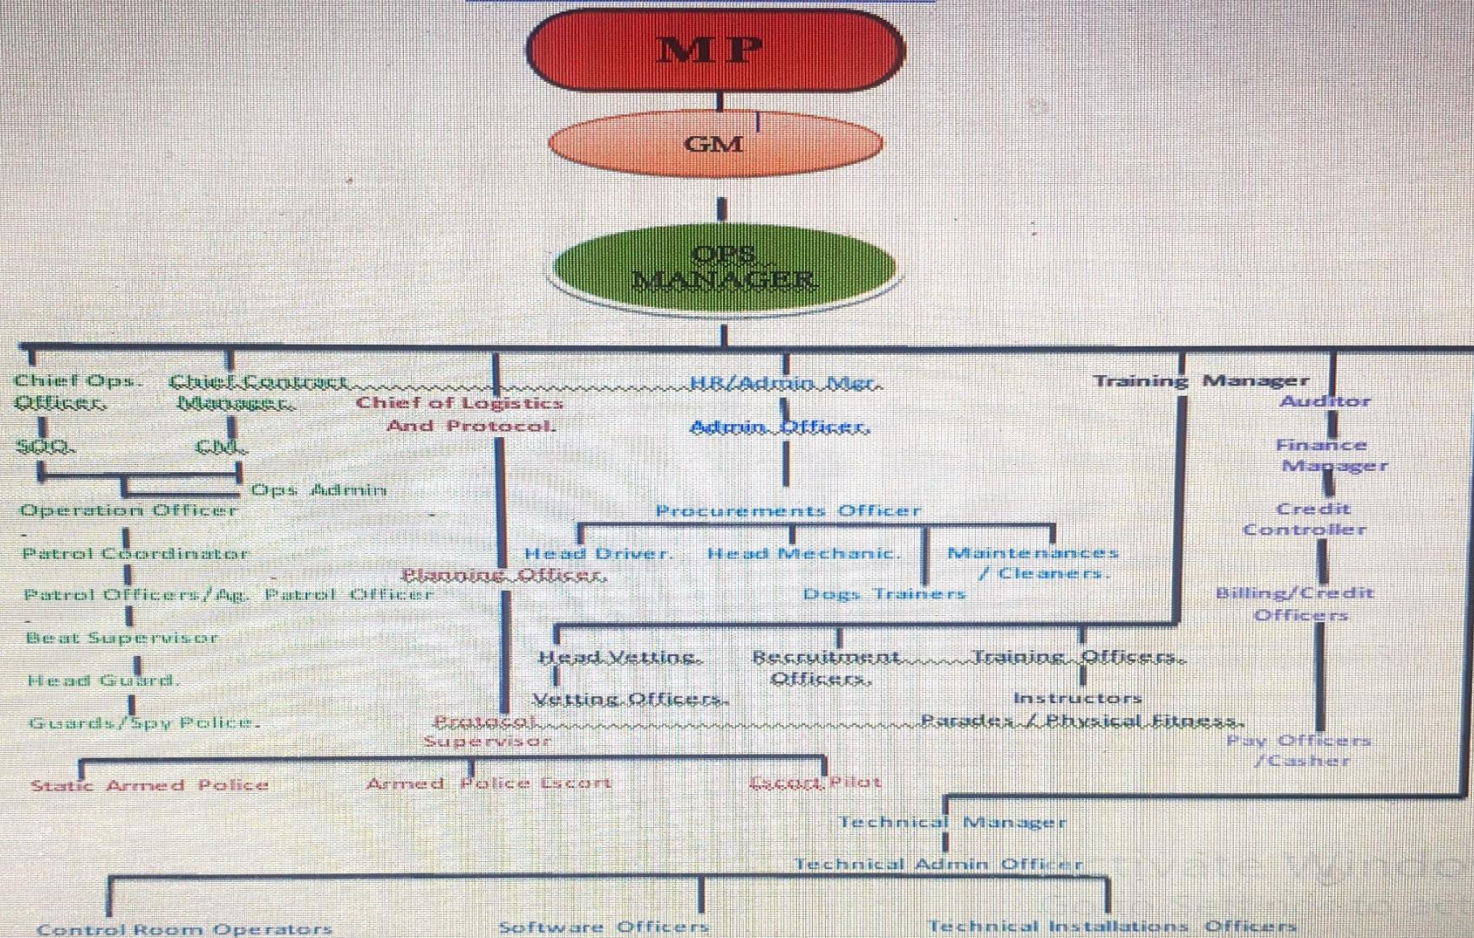 MP
GM
OPS
MANAGER
Chief Ops.
Officer.
Chief Contract
Manager.
Chief of Logistics
And Protocol.
HR/Admin Mgr.
Training Manager
Auditor
Admin Officer.
SOO.
CM.
Finance
Manager
Ops Admin
Operation Officer
Procurements Officer
Credit
Controller
Patrol Coordinator
Head Driver.
Head Mechanic.
Maintenances
/ Cleaners.
Planning Officer.
Patrol Officers/Ag. Patrol Officer
Dogs Trainers
Billing/Credit
Officers
Beat Supervisor
Head Vetting.
Recruitment
Officers.
Training Officers.
Head Guard.
Vetting Officers.
Instructors
Guards/Spy Police.
Protocol
Supervisor
Parades / Physical Fitness.
Pay Officers
/Casher
Static Armed Police
Armed Police Escort
Escort Pilot
Technical Manager
Technical Admin Officer
Control Room Operators
Software Officers
Technical Installations Officers